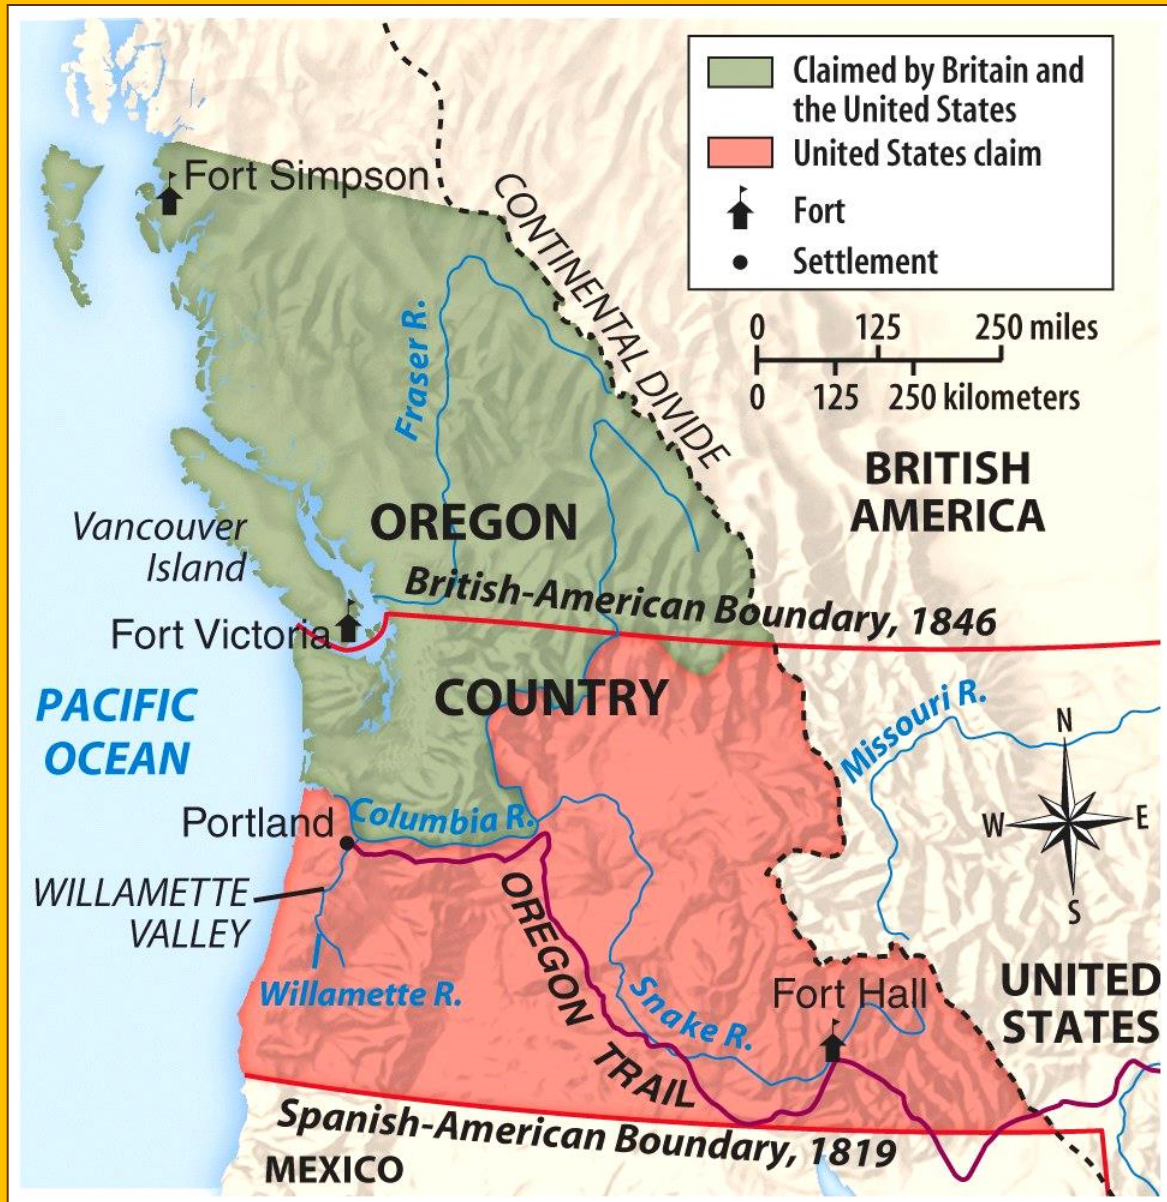 Claimed by Britain and
the United States
United States claim
Fort
Settlement
0 125 250 miles
0 125 250 kilometers
Fort Simpson
CONTINENTAL DIVIDE
Fraser R.
BRITISH
AMERICA
OREGON
Vancouver
Island
British-American Boundary, 1846
Fort Victoria
COUNTRY
PACIFIC
OCEAN
Missouri R.
N
W
E
S
Portland
Columbia R.
WILLAMETTE
VALLEY
OREGON TRAIL
Willamette R.
Snake R.
Fort Hall
UNITED
STATES
Spanish-American Boundary, 1819
MEXICO